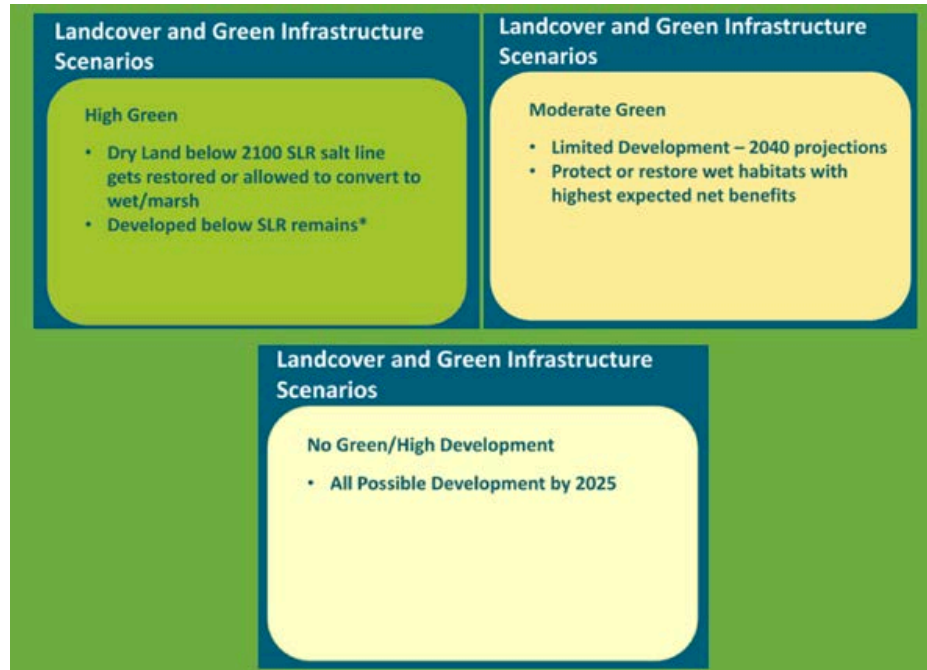 Landcover and Green Infrastructure
Scenarios
High Green
• Dry Land below 2100 SLR salt line
gets restored or allowed to convert to
wet/marsh
• Developed below SLR remains*
Landcover and Green Infrastructure
Scenarios
Moderate Green
• Limited Development – 2040 projections
• Protect or restore wet habitats with
highest expected net benefits
Landcover and Green Infrastructure
Scenarios
No Green/High Development
• All Possible Development by 2025